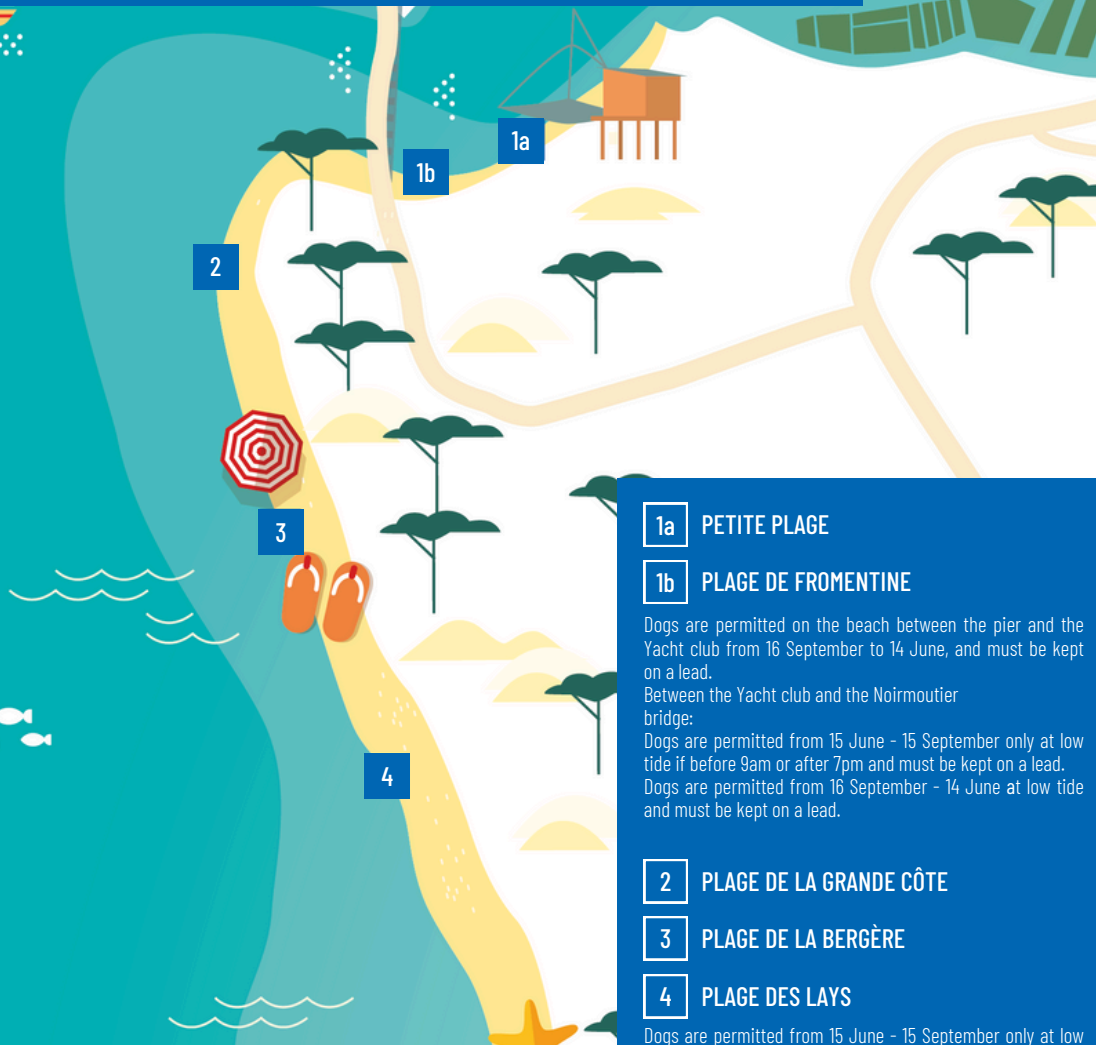 1a
1b
2
3
4
1a PETITE PLAGE
1b PLAGE DE FROMENTINE
Dogs are permitted on the beach between the pier and the
Yacht club from 16 September to 14 June, and must be kept
on a lead.
Between the Yacht club and the Noirmoutier
bridge:
Dogs are permitted from 15 June - 15 September only at low
tide if before 9am or after 7pm and must be kept on a lead.
Dogs are permitted from 16 September - 14 June at low tide
and must be kept on a lead.
2 PLAGE DE LA GRANDE CÔTE
3 PLAGE DE LA BERGÈRE
4 PLAGE DES LAYS
Dogs are permitted from 15 June - 15 September only at low